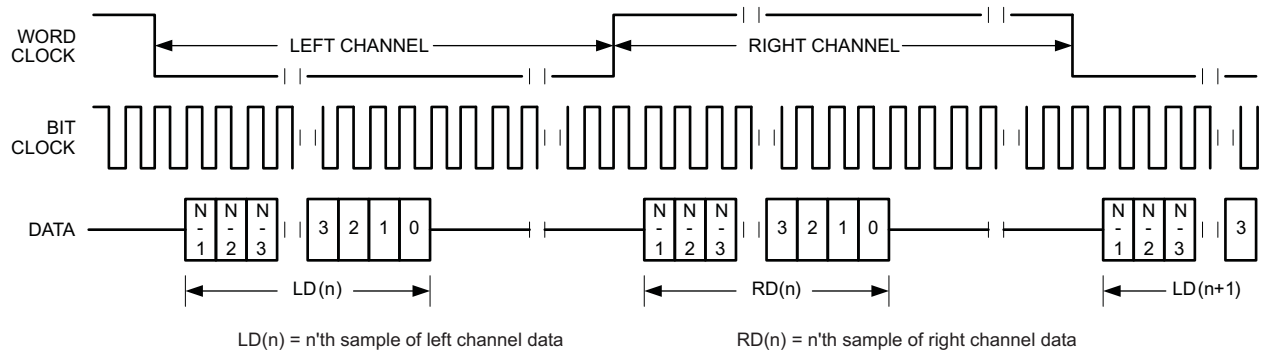 WORD
CLOCK
LEFT CHANNEL
RIGHT CHANNEL
BIT
CLOCK
DATA
N
-
1
N
-
2
N
-
3
3 2 1 0
N
-
1
N
-
2
N
-
3
3 2 1 0
N
-
1
N
-
2
N
-
3
3
LD(n)
RD(n)
LD(n+1)
LD(n) = n'th sample of left channel data
RD(n) = n'th sample of right channel data